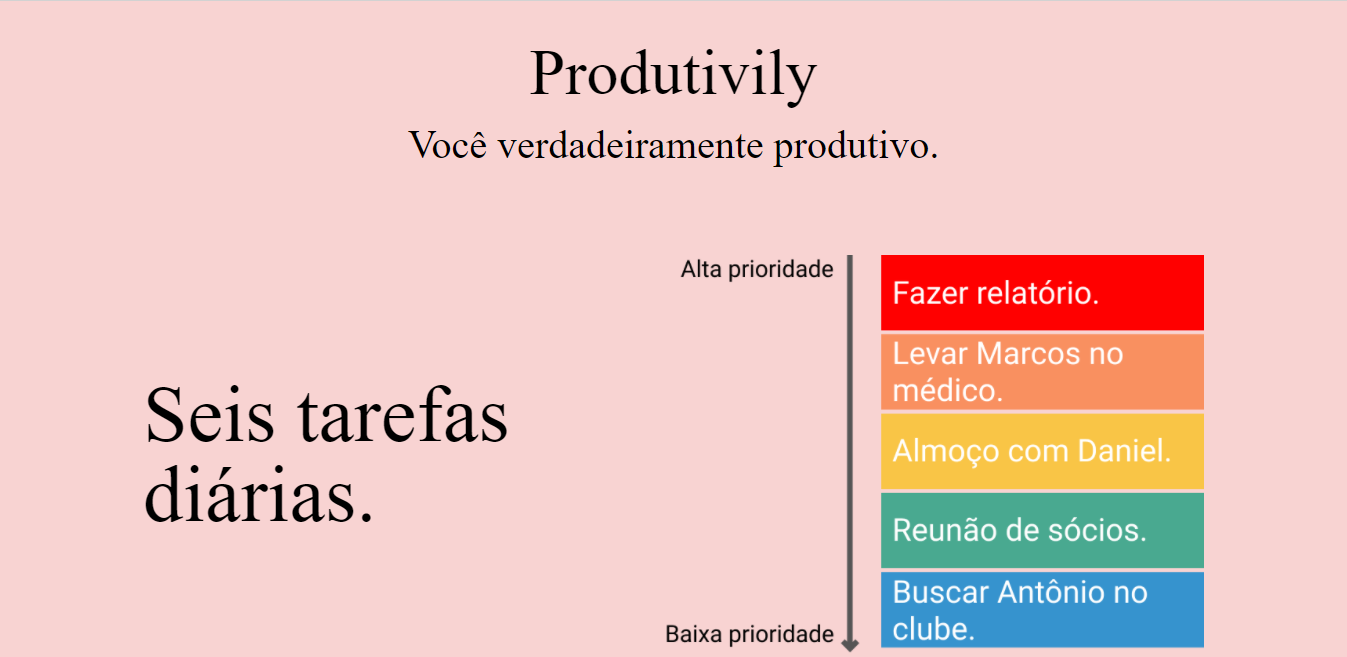 Produtivily
Você verdadeiramente produtivo.
Seis tarefas
diárias.
Alta prioridade
Baixa prioridade
Fazer relatório.
Levar Marcos no
médico.
Almoço com Daniel.
Reunão de sócios.
Buscar Antônio no
clube.